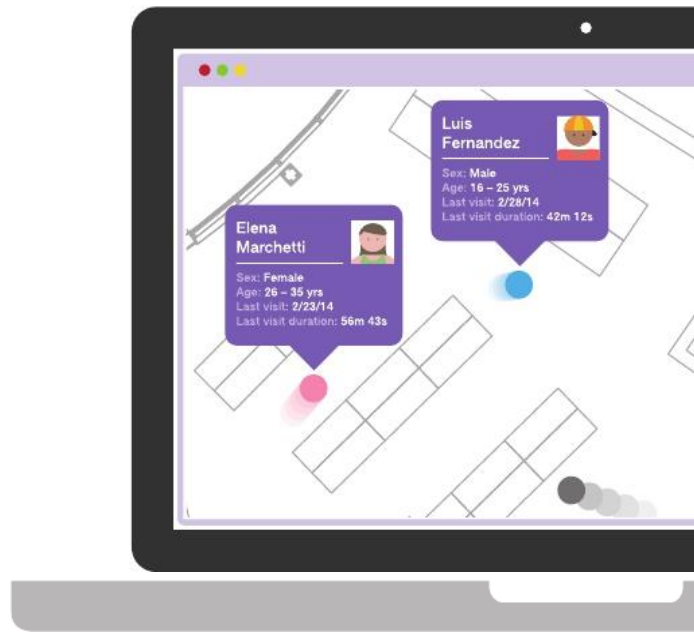 Luis
Fernandez
Sex: Male
Age: 16 – 25 yrs
Last visit: 2/28/14
Last visit duration: 42m 12s
Elena
Marchetti
Sex: Female
Age: 26 – 35 yrs
Last visit: 2/23/14
Last visit duration: 56m 43s